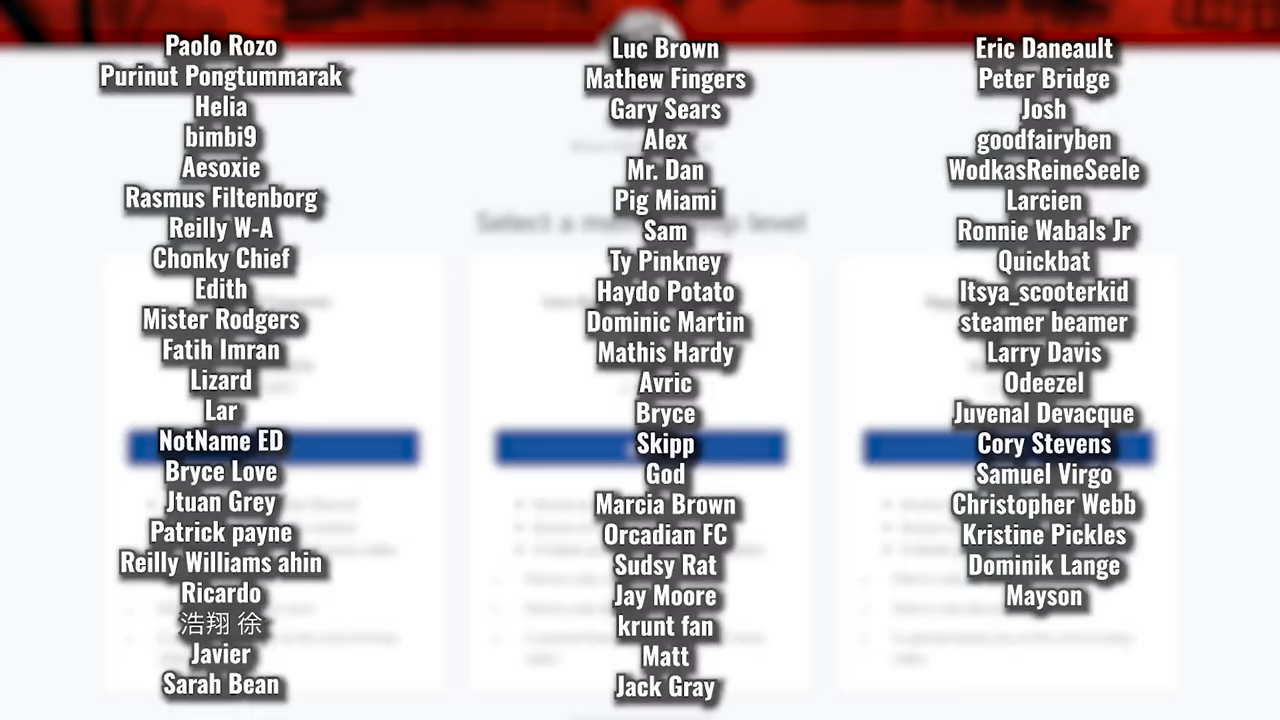 Paolo Rozo
Purinut Pongtummarak
Helia
bimbi9
Aesoxie
Rasmus Filtenborg
Reilly W-A
Chonky Chief
Edith
Mister Rodgers
Fatih Imran
Lizard
Lar
NotName ED
Bryce Love
Jtuan Grey
Patrick payne
Reilly Williams ahin
Ricardo
浩翔 徐
Javier
Sarah Bean
Luc Brown
Mathew Fingers
Gary Sears
Alex
Mr. Dan
Pig Miami
Sam
Ty Pinkney
Haydo Potato
Dominic Martin
Mathis Hardy
Avric
Bryce
Skipp
God
Marcia Brown
Orcadian FC
Sudsy Rat
Jay Moore
krunt fan
Matt
Jack Gray
Eric Daneault
Peter Bridge
Josh
goodfairyben
WodkasReineSeele
Larcien
Ronnie Wabals Jr
Quickbat
Itsya_scooterkid
steamer beamer
Larry Davis
Odeezel
Juvenal Devacque
Cory Stevens
Samuel Virgo
Christopher Webb
Kristine Pickles
Dominik Lange
Mayson
Select a me level